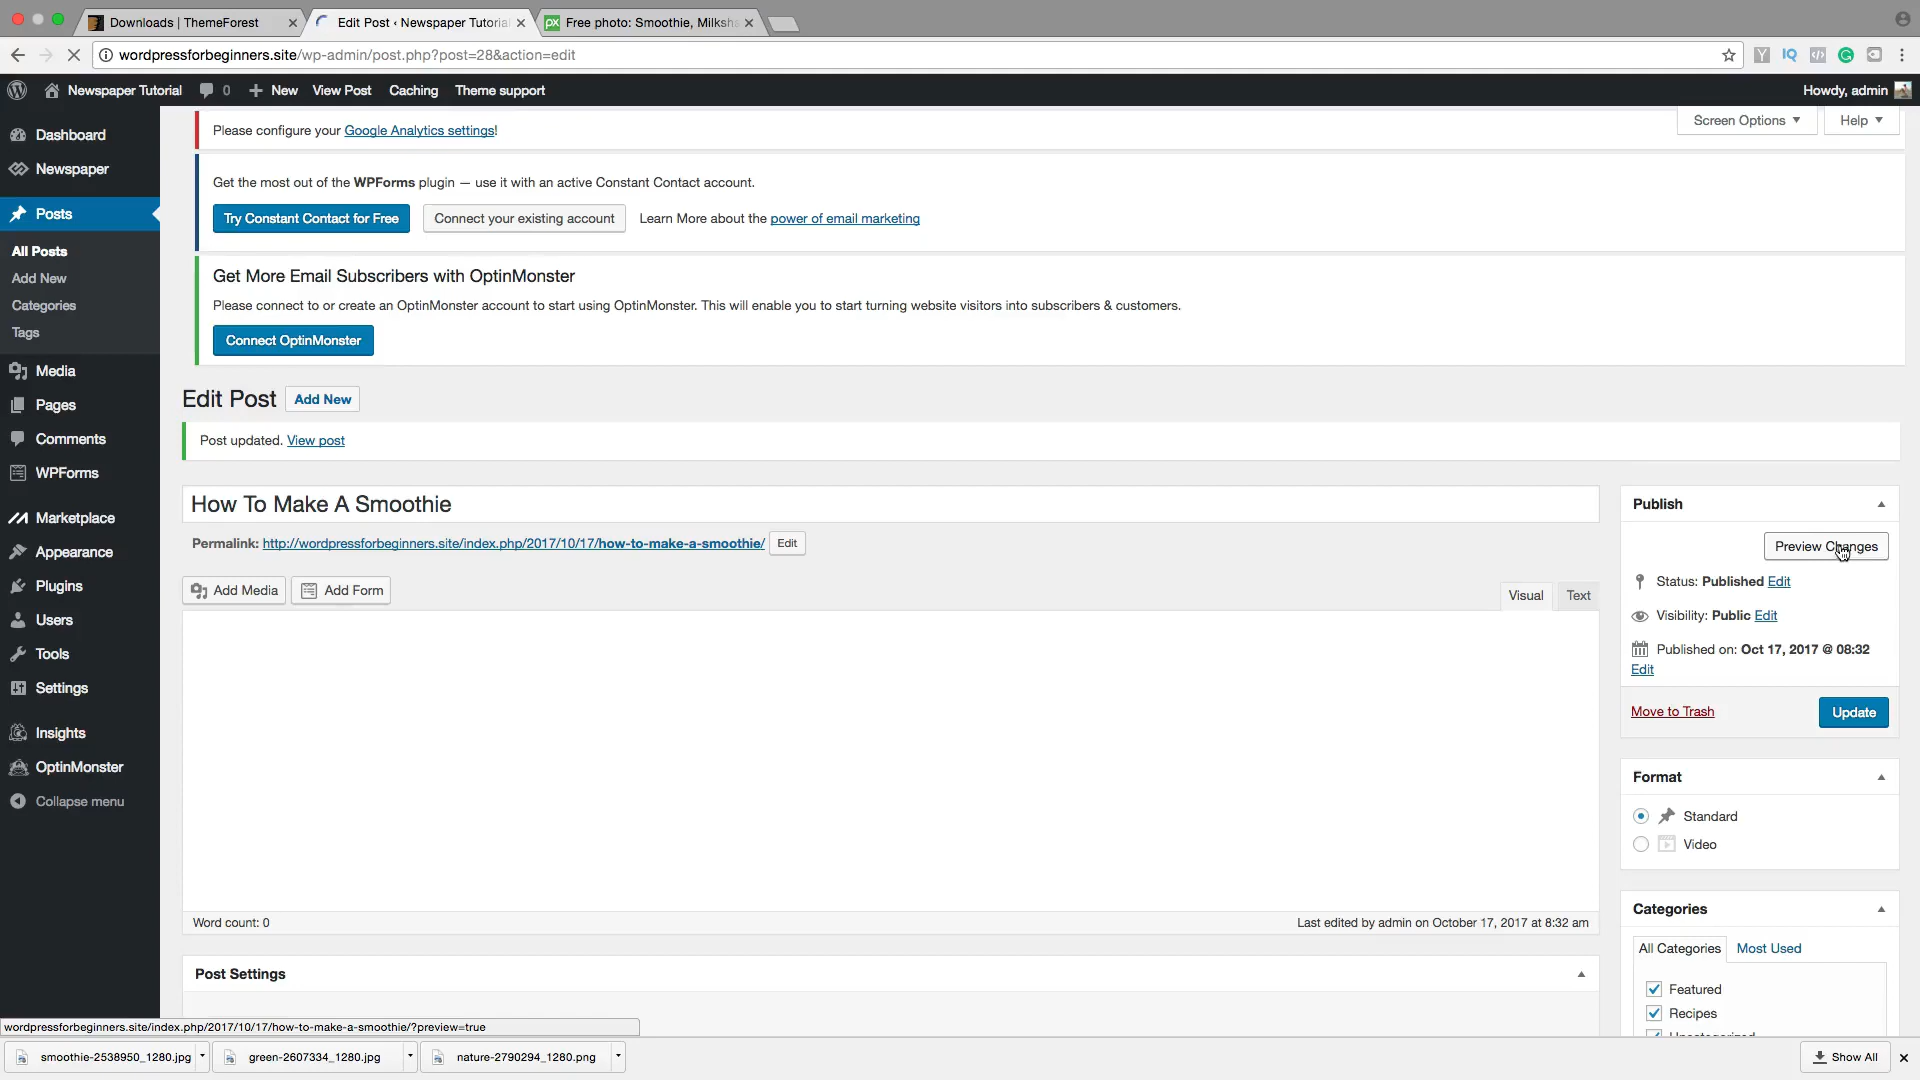 Downloads | ThemeForest
Edit Post ‹ Newspaper Tutorial
Free photo: Smoothie, Milksha
wordpressforbeginners.site/wp-admin/post.php?post=28&action=edit
Newspaper Tutorial 0 New View Post Caching Theme support Howdy, admin
Dashboard
Newspaper
Posts
All Posts
Add New
Categories
Tags
Media
Pages
Comments
WPForms
Marketplace
Appearance
Plugins
Users
Tools
Settings
Insights
OptinMonster
Collapse menu
Screen Options Help
Please configure your Google Analytics settings!
Get the most out of the WPForms plugin — use it with an active Constant Contact account.
Try Constant Contact for Free Connect your existing account Learn More about the power of email marketing
Get More Email Subscribers with OptinMonster
Please connect to or create an OptinMonster account to start using OptinMonster. This will enable you to start turning website visitors into subscribers & customers.
Connect OptinMonster
Edit Post Add New
Post updated. View post
How To Make A Smoothie
Permalink: http://wordpressforbeginners.site/index.php/2017/10/17/how-to-make-a-smoothie/ Edit
Add Media Add Form
Visual Text
Word count: 0
Last edited by admin on October 17, 2017 at 8:32 am
Post Settings
Publish
Preview Changes
Status: Published Edit
Visibility: Public Edit
Published on: Oct 17, 2017 @ 08:32
Edit
Move to Trash Update
Format
Standard
Video
Categories
All Categories Most Used
Featured
Recipes
Uncategorized
wordpressforbeginners.site/index.php/2017/10/17/how-to-make-a-smoothie/?preview=true
smoothie-2538950_1280.jpg green-2607334_1280.jpg nature-2790294_1280.png Show All